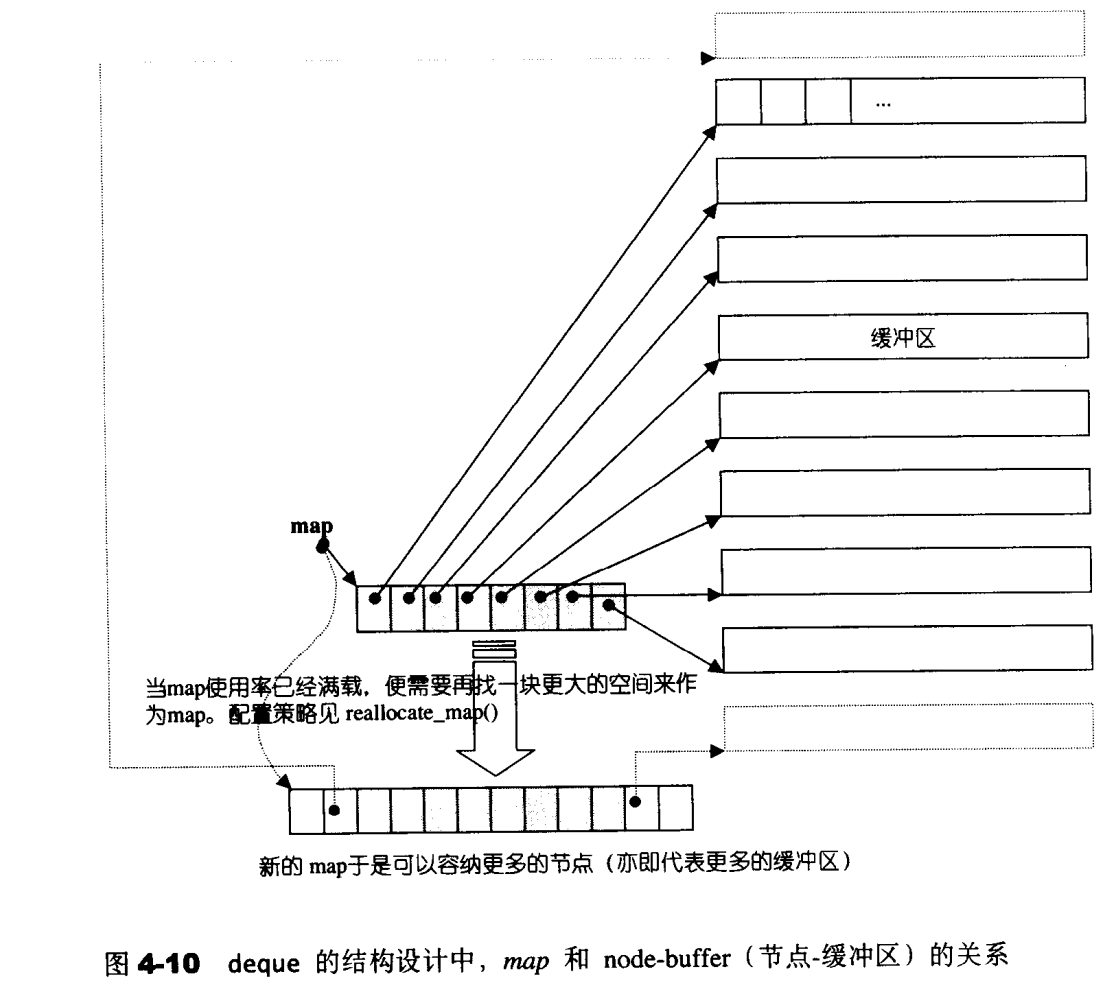 ...
缓冲区
map
当map使用率已经满载，便需要再找一块更大的空间来作
为map。配置策略见 reallocate_map()
新的 map于是可以容纳更多的节点（亦即代表更多的缓冲区）
图 4-10 deque 的结构设计中，map 和 node-buffer（节点-缓冲区）的关系